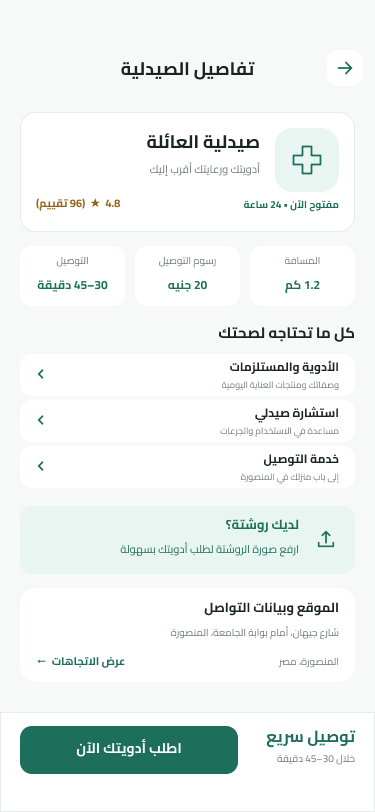 تفاصيل الصيدلية
صيدلية العائلة
أدويتك ورعايتك أقرب إليك
مفتوح الآن • 24 ساعة
4.8 ★ (96 تقييم)
المسافة
1.2 كم
رسوم التوصيل
20 جنيه
التوصيل
30–45 دقيقة
كل ما تحتاجه لصحتك
الأدوية والمستلزمات
وصفاتك ومنتجات العناية اليومية
استشارة صيدلي
مساعدة في الاستخدام والجرعات
خدمة التوصيل
إلى باب منزلك في المنصورة
لديك روشتة؟
ارفع صورة الروشتة لطلب أدويتك بسهولة
الموقع وبيانات التواصل
شارع جيهان، أمام بوابة الجامعة، المنصورة
المنصورة، مصر
عرض الاتجاهات ←
توصيل سريع
خلال 30–45 دقيقة
اطلب أدويتك الآن